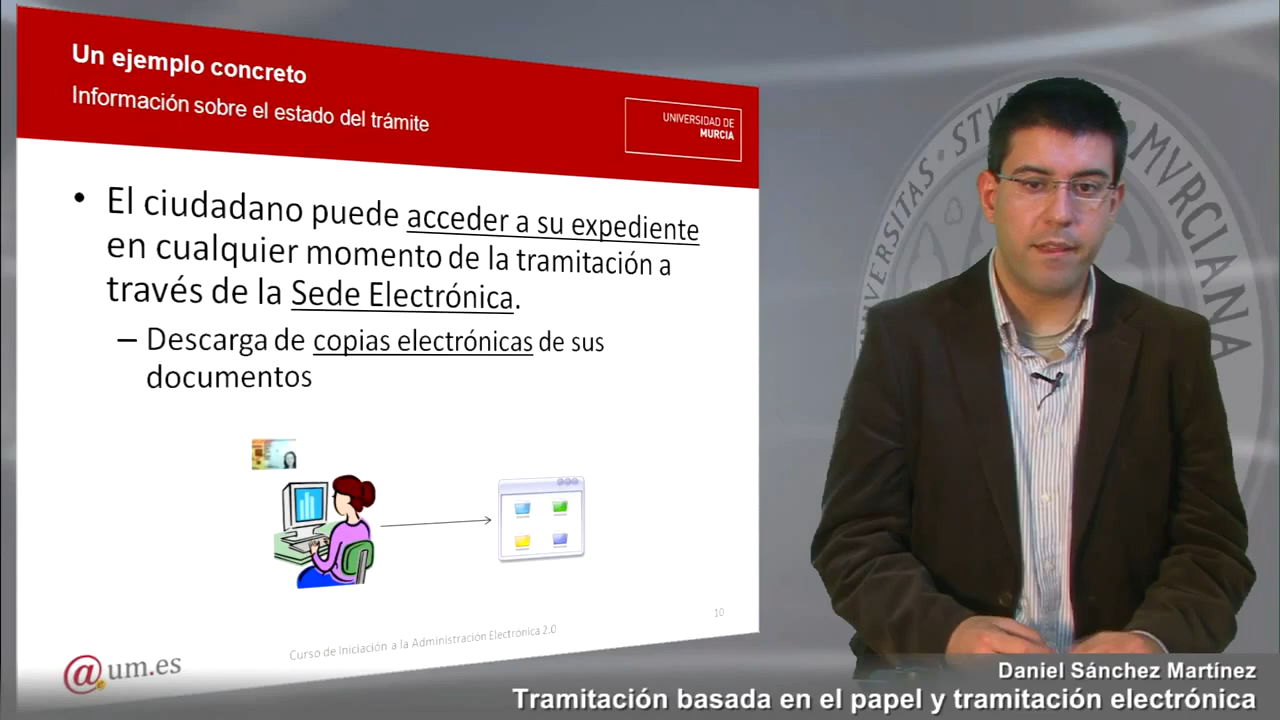 Un ejemplo concreto
Información sobre el estado del trámite
UNIVERSIDAD DE
MURCIA
• El ciudadano puede acceder a su expediente
en cualquier momento de la tramitación a
través de la Sede Electrónica.
– Descarga de copias electrónicas de sus
documentos
10
Curso de Iniciación a la Administración Electrónica 2.0
@um.es
VNIVERSITAS · STVDIORVM · MVRCIANA
Daniel Sánchez Martínez
Tramitación basada en el papel y tramitación electrónica